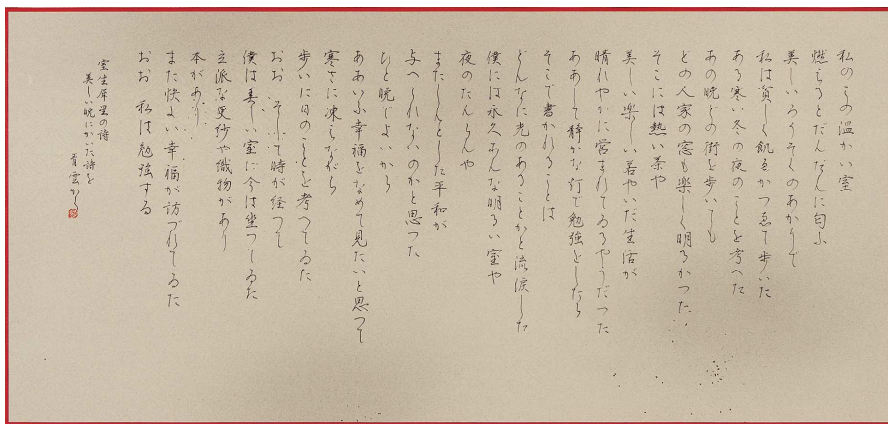 私のこの温かい室
燃えるとだんだんに匂ふ
美しいろうそくのあかりで
私は貧しく飢ゑかつゑて歩いた
ある寒い冬の夜のことを考へた
あの晩どの街を歩いても
どの人家の窓も楽しく明るかつた
そこには熱い茶や
美しい楽しい若やいだ生活が
晴れやかに営まれてゐるやうだつた
ああして静かな灯で勉強をしたら
そこで書かれることは
どんなに光のあることかと流涙した
僕には永久あんな明るい室や
夜のだんらんや
またしんとした平和が
与へられないのかと思つた
ひと晩でよいから
ああいふ幸福をなめて見たいと思つて
寒さに凍えながら
歩いた日のことを考へてゐた
おお そして時が経つて
僕は美しい室に今は坐つてゐた
立派な更紗や織物があり
本があり
また快よい幸福が訪づれてゐた
おお 私は勉強する
室生犀星の詩
美しい晩にかいた詩を
青雲かく